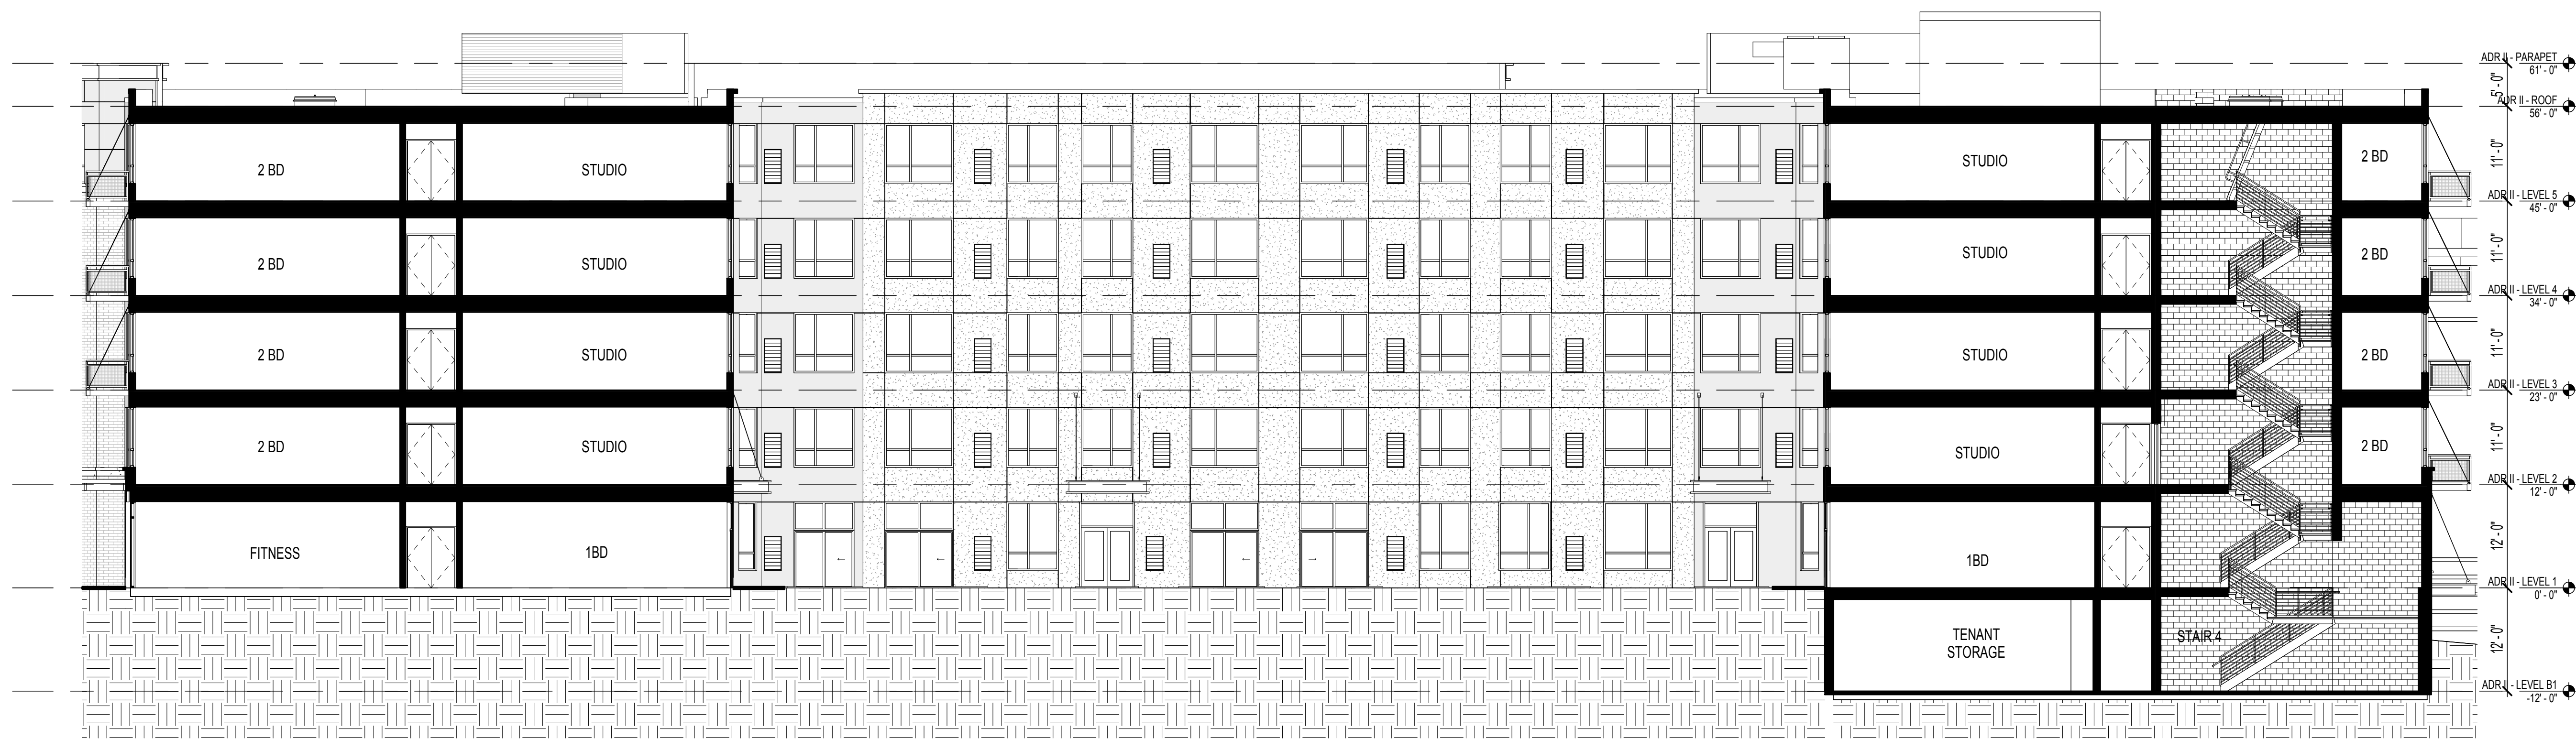 ADR II - PARAPET
61' - 0"
5' - 0"
ADR II - ROOF
56' - 0"
2 BD
STUDIO
STUDIO
2 BD
11' - 0"
ADR II - LEVEL 5
45' - 0"
2 BD
STUDIO
STUDIO
2 BD
11' - 0"
ADR II - LEVEL 4
34' - 0"
2 BD
STUDIO
STUDIO
2 BD
11' - 0"
ADR II - LEVEL 3
23' - 0"
2 BD
STUDIO
STUDIO
2 BD
11' - 0"
ADR II - LEVEL 2
12' - 0"
FITNESS
1BD
1BD
12' - 0"
ADR II - LEVEL 1
0' - 0"
TENANT
STORAGE
STAIR 4
12' - 0"
ADR II - LEVEL B1
-12' - 0"